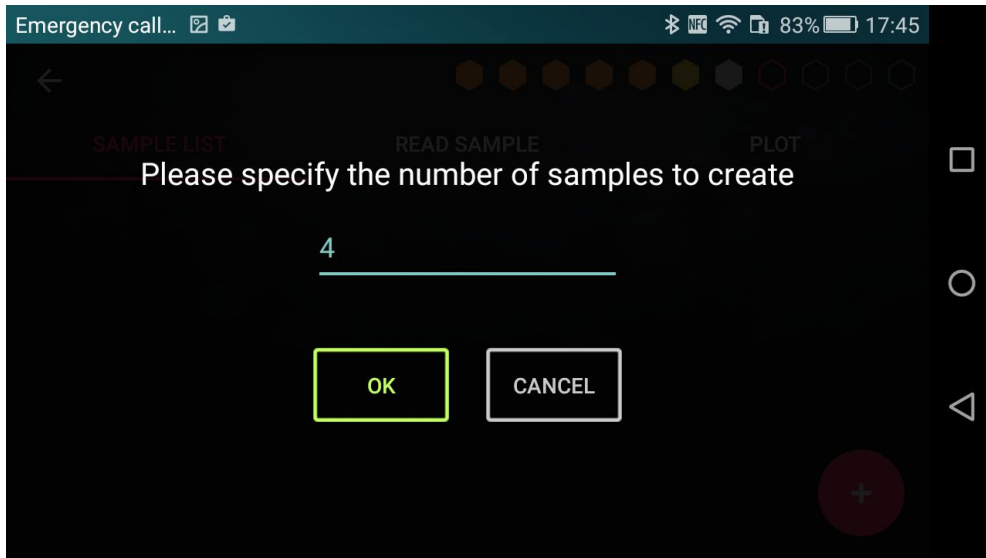 Emergency call... NFC 83% 17:45
SAMPLE LIST READ SAMPLE PLOT
Please specify the number of samples to create
4
OK CANCEL
+